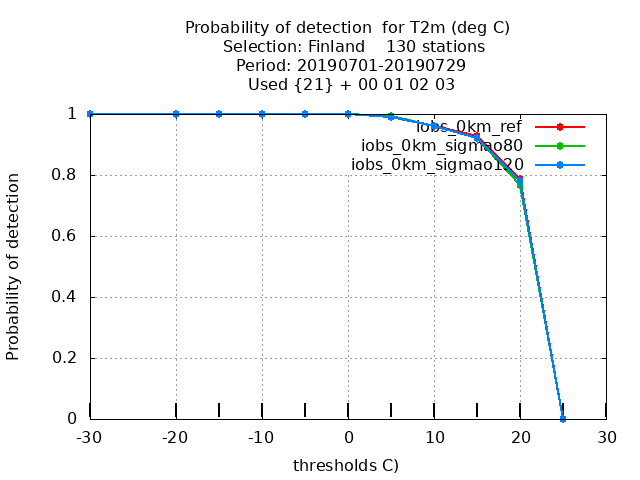 Probability of detection  for T2m (deg C)
Selection: Finland    130 stations
Period: 20190701-20190729
Used {21} + 00 01 02 03
iobs_0km_ref
iobs_0km_sigmao80
iobs_0km_sigmao120
Probability of detection
1
0.8
0.6
0.4
0.2
0
-30 -20 -10 0 10 20 30
thresholds C)